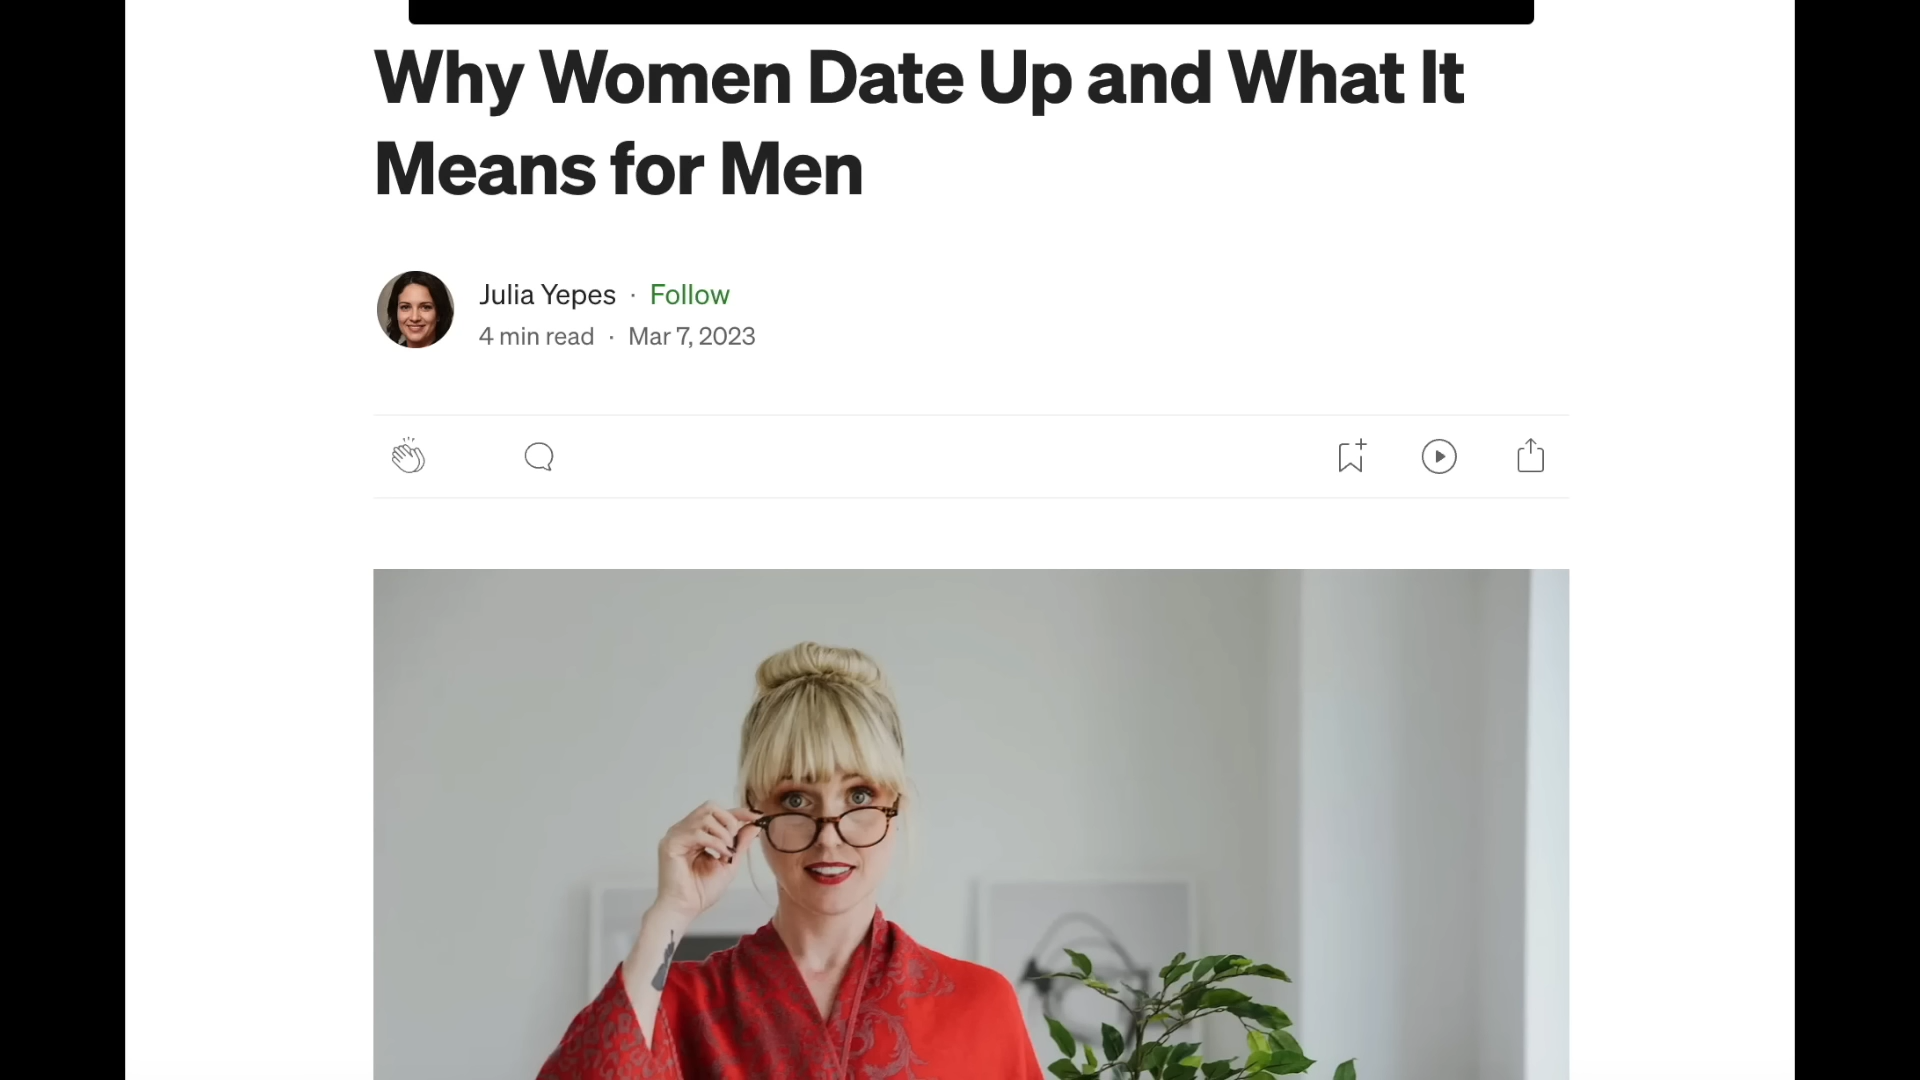 Why Women Date Up and What It
Means for Men
Julia Yepes · Follow
4 min read · Mar 7, 2023